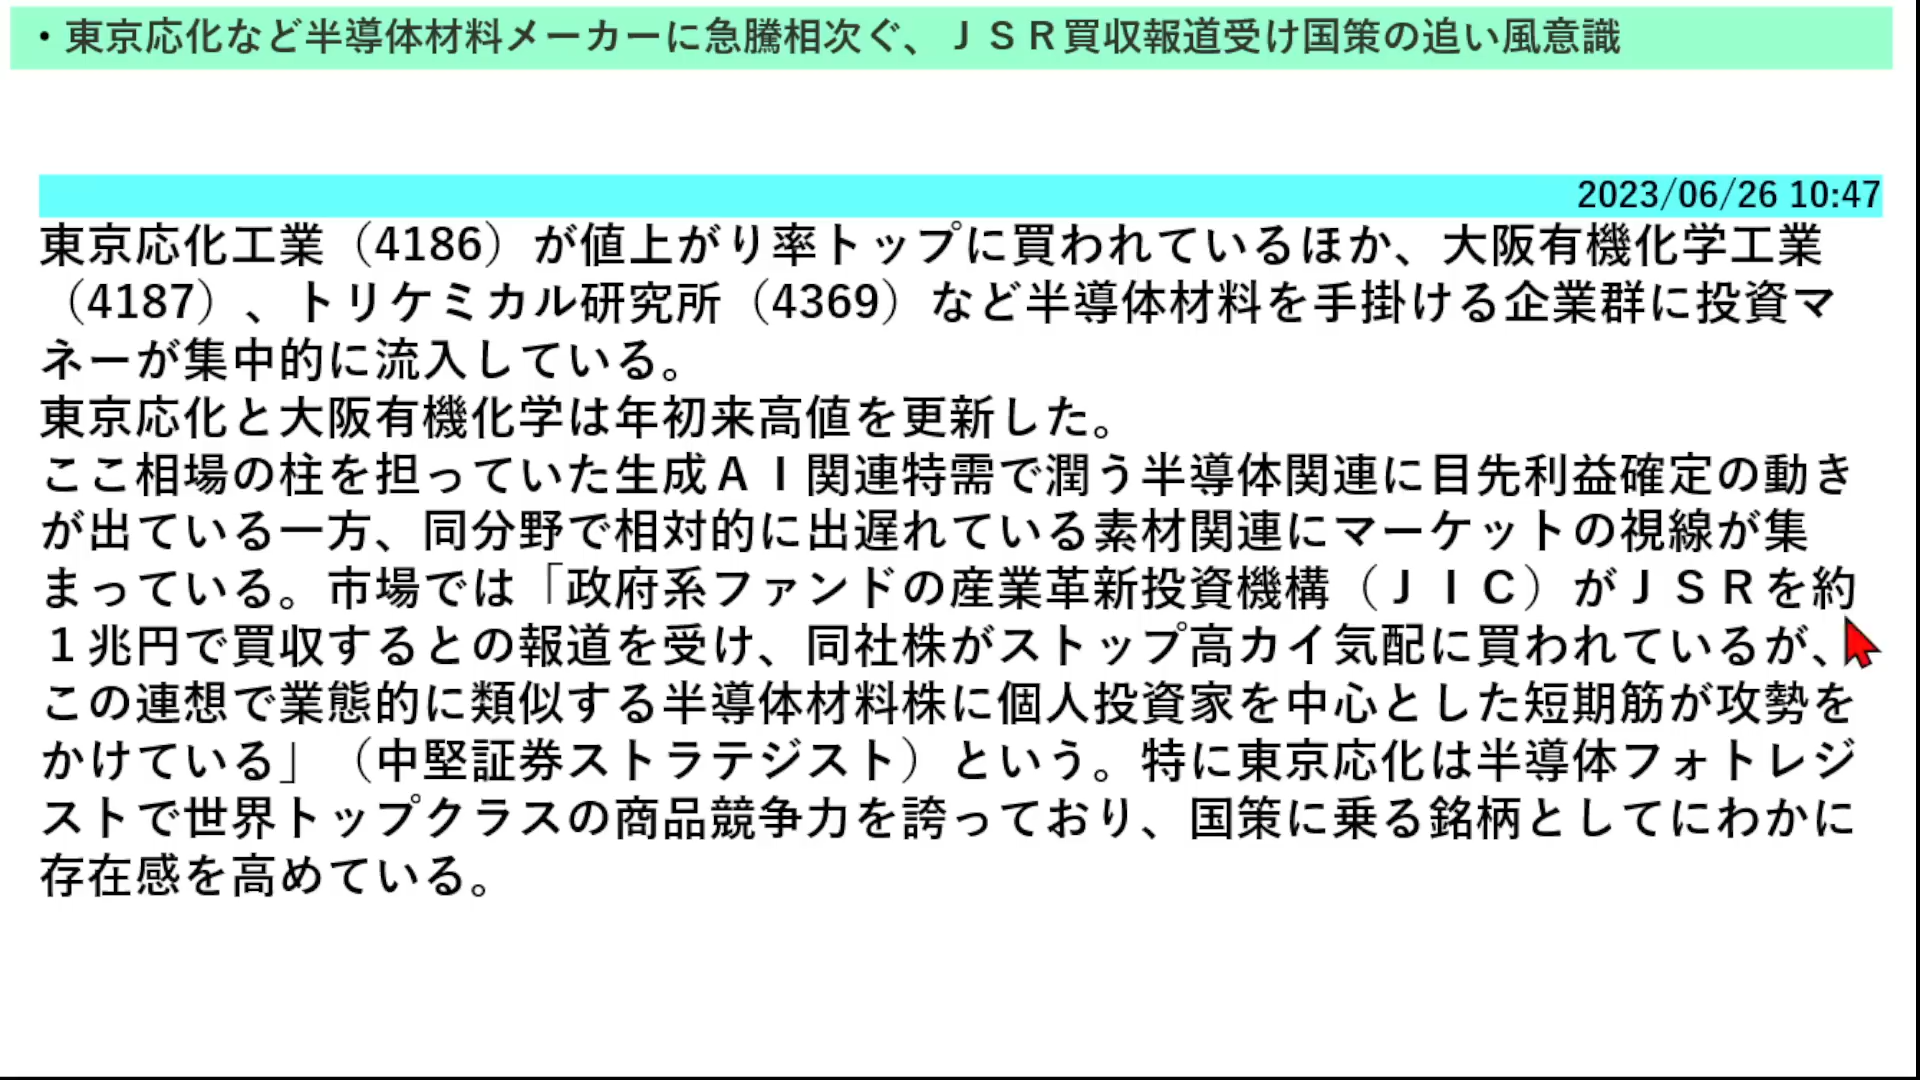 ・東京応化など半導体材料メーカーに急騰相次ぐ、ＪＳＲ買収報道受け国策の追い風意識
2023/06/26 10:47
東京応化工業（4186）が値上がり率トップに買われているほか、大阪有機化学工業
（4187）、トリケミカル研究所（4369）など半導体材料を手掛ける企業群に投資マ
ネーが集中的に流入している。
東京応化と大阪有機化学は年初来高値を更新した。
ここ相場の柱を担っていた生成ＡＩ関連特需で潤う半導体関連に目先利益確定の動き
が出ている一方、同分野で相対的に出遅れている素材関連にマーケットの視線が集
まっている。市場では「政府系ファンドの産業革新投資機構（ＪＩＣ）がＪＳＲを約
１兆円で買収するとの報道を受け、同社株がストップ高カイ気配に買われているが、
この連想で業態的に類似する半導体材料株に個人投資家を中心とした短期筋が攻勢を
かけている」（中堅証券ストラテジスト）という。特に東京応化は半導体フォトレジ
ストで世界トップクラスの商品競争力を誇っており、国策に乗る銘柄としてにわかに
存在感を高めている。